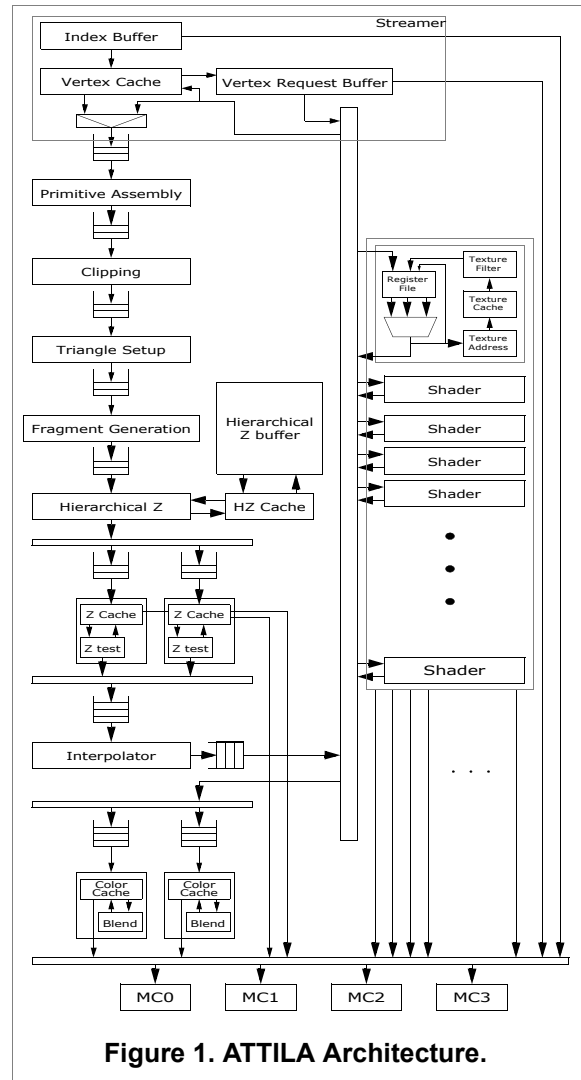 Streamer
Index Buffer
Vertex Cache
Vertex Request Buffer
Primitive Assembly
Clipping
Triangle Setup
Fragment Generation
Hierarchical
Z buffer
Hierarchical Z
HZ Cache
Z Cache
Z test
Z Cache
Z test
Interpolator
Color
Cache
Blend
Color
Cache
Blend
Register
File
Texture
Filter
Texture
Cache
Texture
Address
Shader
Shader
Shader
Shader
Shader
. . .
MC0
MC1
MC2
MC3
Figure 1. ATTILA Architecture.